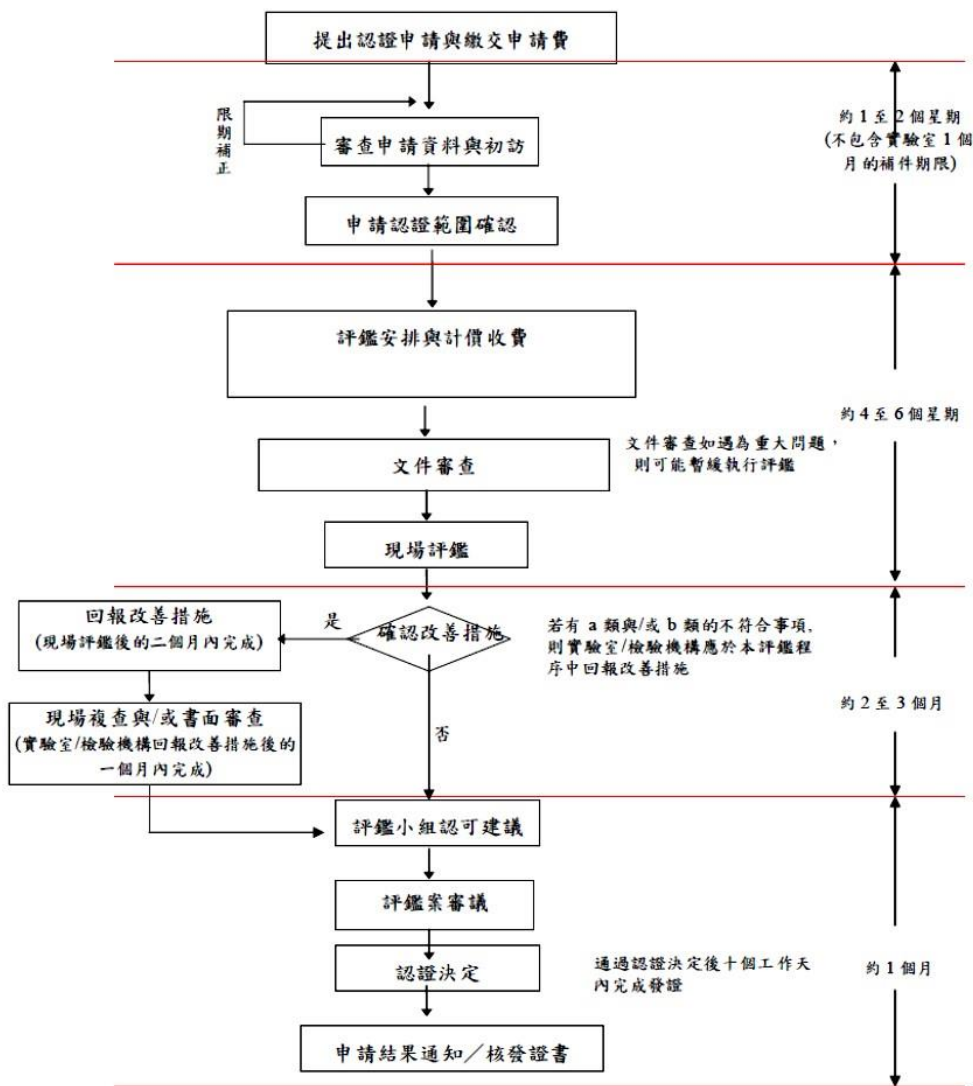 提出認證申請與繳交申請費
限期補正
審查申請資料與初訪
約 1 至 2 個星期
(不包含實驗室 1 個
月的補件期限)
申請認證範圍確認
評鑑安排與計價收費
約 4 至 6 個星期
文件審查
文件審查如遇為重大問題，
則可能暫緩執行評鑑
現場評鑑
確認改善措施
是
否
回報改善措施
(現場評鑑後的二個月內完成)
若有 a 類與/或 b 類的不符合事項,
則實驗室/檢驗機構應於本評鑑程
序中回報改善措施
約 2 至 3 個月
現場複查與/或書面審查
(實驗室/檢驗機構回報改善措施後的
一個月內完成)
評鑑小組認可建議
評鑑案審議
認證決定
通過認證決定後十個工作天
內完成發證
約 1 個月
申請結果通知／核發證書